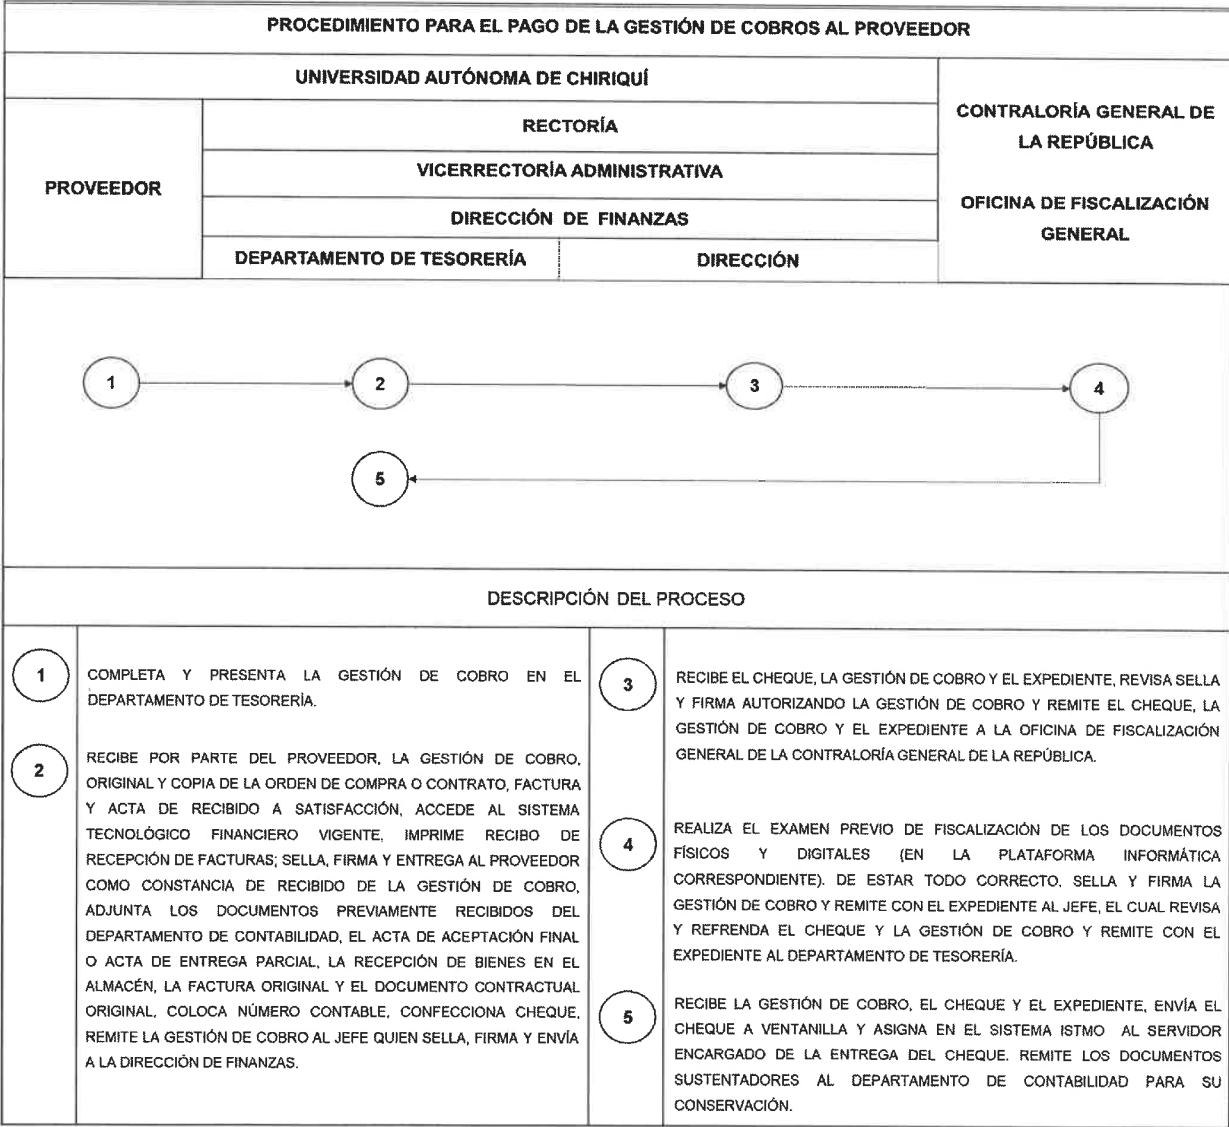 PROCEDIMIENTO PARA EL PAGO DE LA GESTIÓN DE COBROS AL PROVEEDOR
UNIVERSIDAD AUTÓNOMA DE CHIRIQUÍ
CONTRALORÍA GENERAL DE
LA REPÚBLICA
OFICINA DE FISCALIZACIÓN
GENERAL
PROVEEDOR
RECTORÍA
VICERRECTORÍA ADMINISTRATIVA
DIRECCIÓN DE FINANZAS
DEPARTAMENTO DE TESORERÍA
DIRECCIÓN
1
2
3
4
5
DESCRIPCIÓN DEL PROCESO
1
COMPLETA Y PRESENTA LA GESTIÓN DE COBRO EN EL
DEPARTAMENTO DE TESORERÍA.
2
RECIBE POR PARTE DEL PROVEEDOR, LA GESTIÓN DE COBRO,
ORIGINAL Y COPIA DE LA ORDEN DE COMPRA O CONTRATO, FACTURA
Y ACTA DE RECIBIDO A SATISFACCIÓN, ACCEDE AL SISTEMA
TECNOLÓGICO FINANCIERO VIGENTE, IMPRIME RECIBO DE
RECEPCIÓN DE FACTURAS; SELLA, FIRMA Y ENTREGA AL PROVEEDOR
COMO CONSTANCIA DE RECIBIDO DE LA GESTIÓN DE COBRO,
ADJUNTA LOS DOCUMENTOS PREVIAMENTE RECIBIDOS DEL
DEPARTAMENTO DE CONTABILIDAD, EL ACTA DE ACEPTACIÓN FINAL
O ACTA DE ENTREGA PARCIAL, LA RECEPCIÓN DE BIENES EN EL
ALMACÉN, LA FACTURA ORIGINAL Y EL DOCUMENTO CONTRACTUAL
ORIGINAL, COLOCA NÚMERO CONTABLE, CONFECCIONA CHEQUE,
REMITE LA GESTIÓN DE COBRO AL JEFE QUIEN SELLA, FIRMA Y ENVÍA
A LA DIRECCIÓN DE FINANZAS.
3
RECIBE EL CHEQUE, LA GESTIÓN DE COBRO Y EL EXPEDIENTE, REVISA SELLA
Y FIRMA AUTORIZANDO LA GESTIÓN DE COBRO Y REMITE EL CHEQUE, LA
GESTIÓN DE COBRO Y EL EXPEDIENTE A LA OFICINA DE FISCALIZACIÓN
GENERAL DE LA CONTRALORÍA GENERAL DE LA REPÚBLICA.
4
REALIZA EL EXAMEN PREVIO DE FISCALIZACIÓN DE LOS DOCUMENTOS
FÍSICOS Y DIGITALES (EN LA PLATAFORMA INFORMÁTICA
CORRESPONDIENTE). DE ESTAR TODO CORRECTO, SELLA Y FIRMA LA
GESTIÓN DE COBRO Y REMITE CON EL EXPEDIENTE AL JEFE, EL CUAL REVISA
Y REFRENDA EL CHEQUE Y LA GESTIÓN DE COBRO Y REMITE CON EL
EXPEDIENTE AL DEPARTAMENTO DE TESORERÍA.
5
RECIBE LA GESTIÓN DE COBRO, EL CHEQUE Y EL EXPEDIENTE, ENVÍA EL
CHEQUE A VENTANILLA Y ASIGNA EN EL SISTEMA ISTMO AL SERVIDOR
ENCARGADO DE LA ENTREGA DEL CHEQUE. REMITE LOS DOCUMENTOS
SUSTENTADORES AL DEPARTAMENTO DE CONTABILIDAD PARA SU
CONSERVACIÓN.